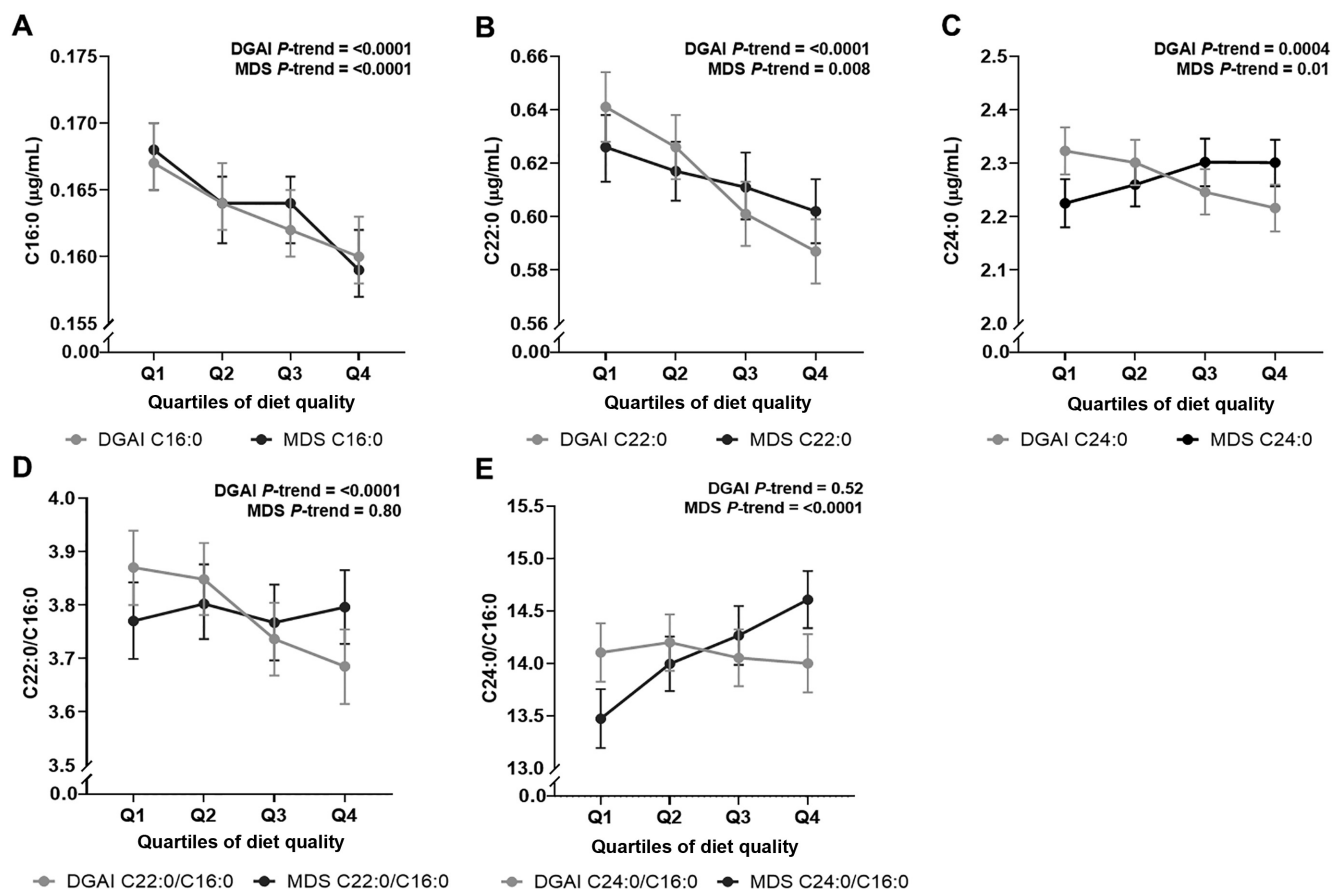 A
DGAI P-trend = <0.0001
MDS P-trend = <0.0001
C16:0 (µg/mL)
0.175
0.170
0.165
0.160
0.155
0.00
Q1 Q2 Q3 Q4
Quartiles of diet quality
DGAI C16:0 MDS C16:0
B
DGAI P-trend = <0.0001
MDS P-trend = 0.008
C22:0 (µg/mL)
0.66
0.64
0.62
0.60
0.58
0.56
0.00
Q1 Q2 Q3 Q4
Quartiles of diet quality
DGAI C22:0 MDS C22:0
C
DGAI P-trend = 0.0004
MDS P-trend = 0.01
C24:0 (µg/mL)
2.5
2.4
2.3
2.2
2.1
2.0
0.0
Q1 Q2 Q3 Q4
Quartiles of diet quality
DGAI C24:0 MDS C24:0
D
DGAI P-trend = <0.0001
MDS P-trend = 0.80
C22:0/C16:0
4.0
3.9
3.8
3.7
3.6
3.5
0.0
Q1 Q2 Q3 Q4
Quartiles of diet quality
DGAI C22:0/C16:0 MDS C22:0/C16:0
E
DGAI P-trend = 0.52
MDS P-trend = <0.0001
C24:0/C16:0
15.5
15.0
14.5
14.0
13.5
13.0
0.0
Q1 Q2 Q3 Q4
Quartiles of diet quality
DGAI C24:0/C16:0 MDS C24:0/C16:0